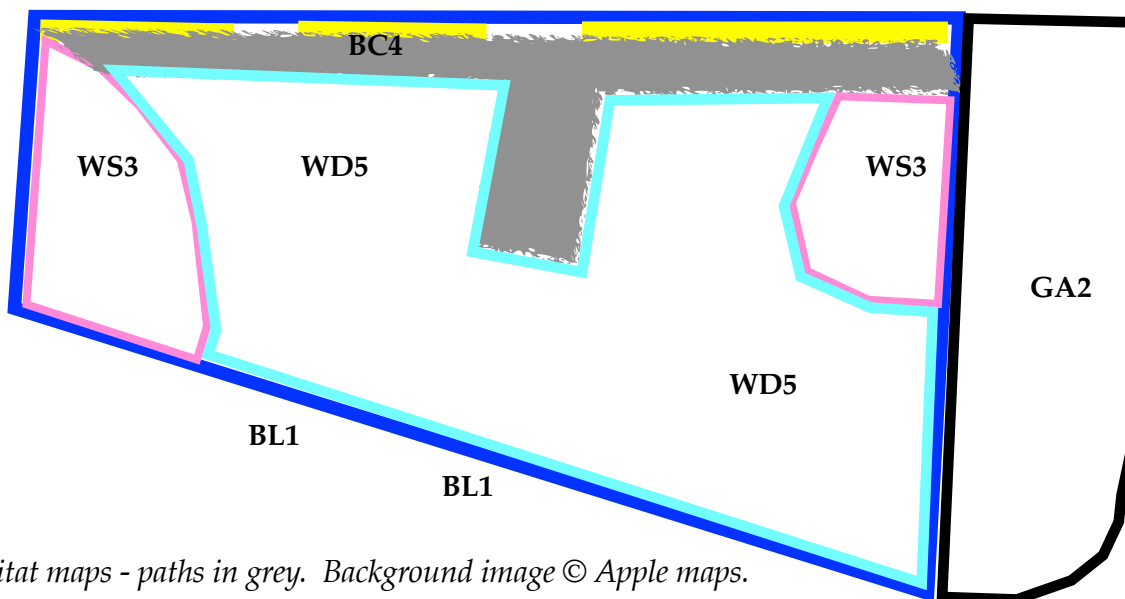 BC4
WS3
WD5
WS3
GA2
WD5
BL1
BL1
itat maps - paths in grey. Background image © Apple maps.